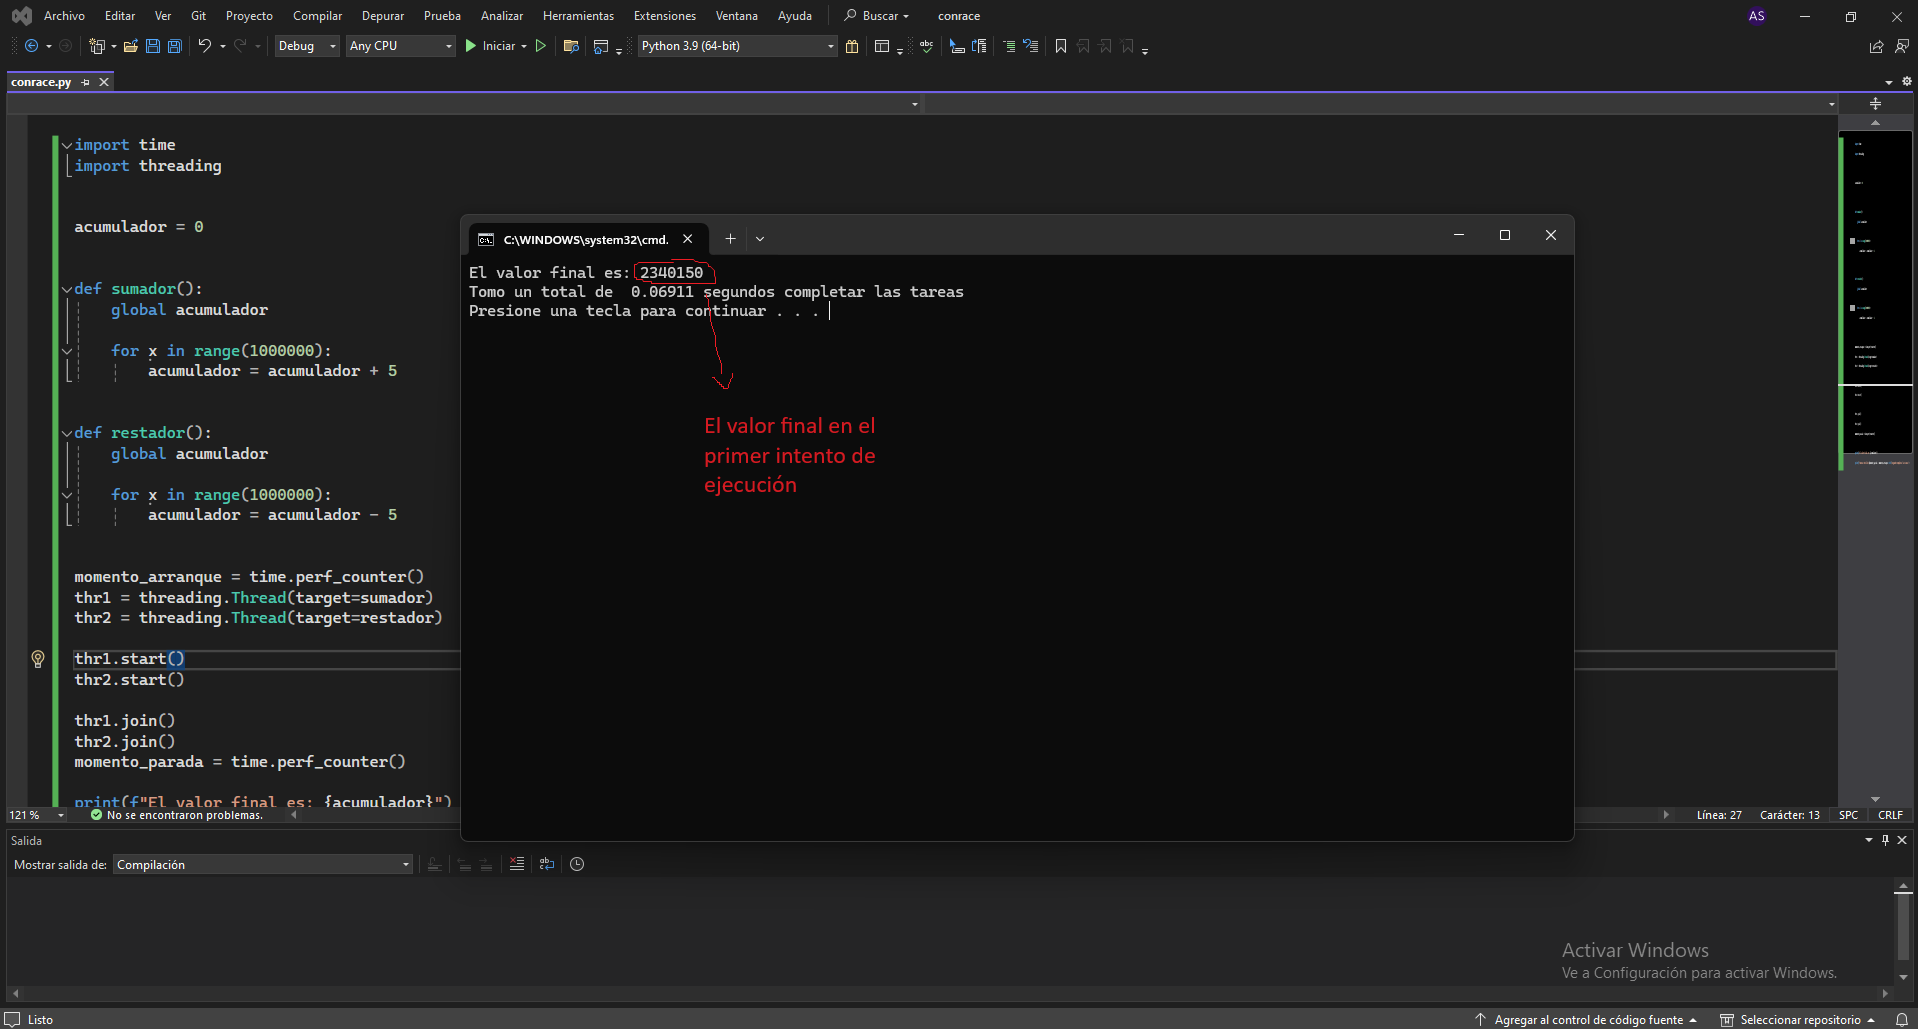 Archivo Editar Ver Git Proyecto Compilar Depurar Prueba Analizar Herramientas Extensiones Ventana Ayuda Buscar conrace AS
Debug Any CPU Iniciar Python 3.9 (64-bit)
conrace.py
import time
import threading
acumulador = 0
def sumador():
global acumulador
for x in range(1000000):
acumulador = acumulador + 5
def restador():
global acumulador
for x in range(1000000):
acumulador = acumulador - 5
momento_arranque = time.perf_counter()
thr1 = threading.Thread(target=sumador)
thr2 = threading.Thread(target=restador)
thr1.start()
thr2.start()
thr1.join()
thr2.join()
momento_parada = time.perf_counter()
print(f"El valor final es: {acumulador}")
C:\WINDOWS\system32\cmd.
El valor final es: 2340150
Tomo un total de  0.06911 segundos completar las tareas
Presione una tecla para continuar . . .
El valor final en el
primer intento de
ejecución
121 % No se encontraron problemas. Línea: 27 Carácter: 13 SPC CRLF
Salida
Mostrar salida de: Compilación
Activar Windows
Ve a Configuración para activar Windows.
Listo Agregar al control de código fuente Seleccionar repositorio